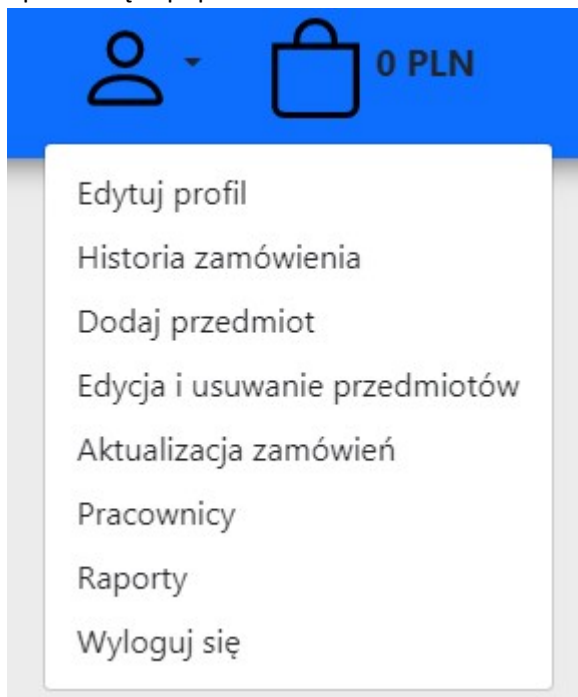 0 PLN
Edytuj profil
Historia zamówienia
Dodaj przedmiot
Edycja i usuwanie przedmiotów
Aktualizacja zamówień
Pracownicy
Raporty
Wyloguj się